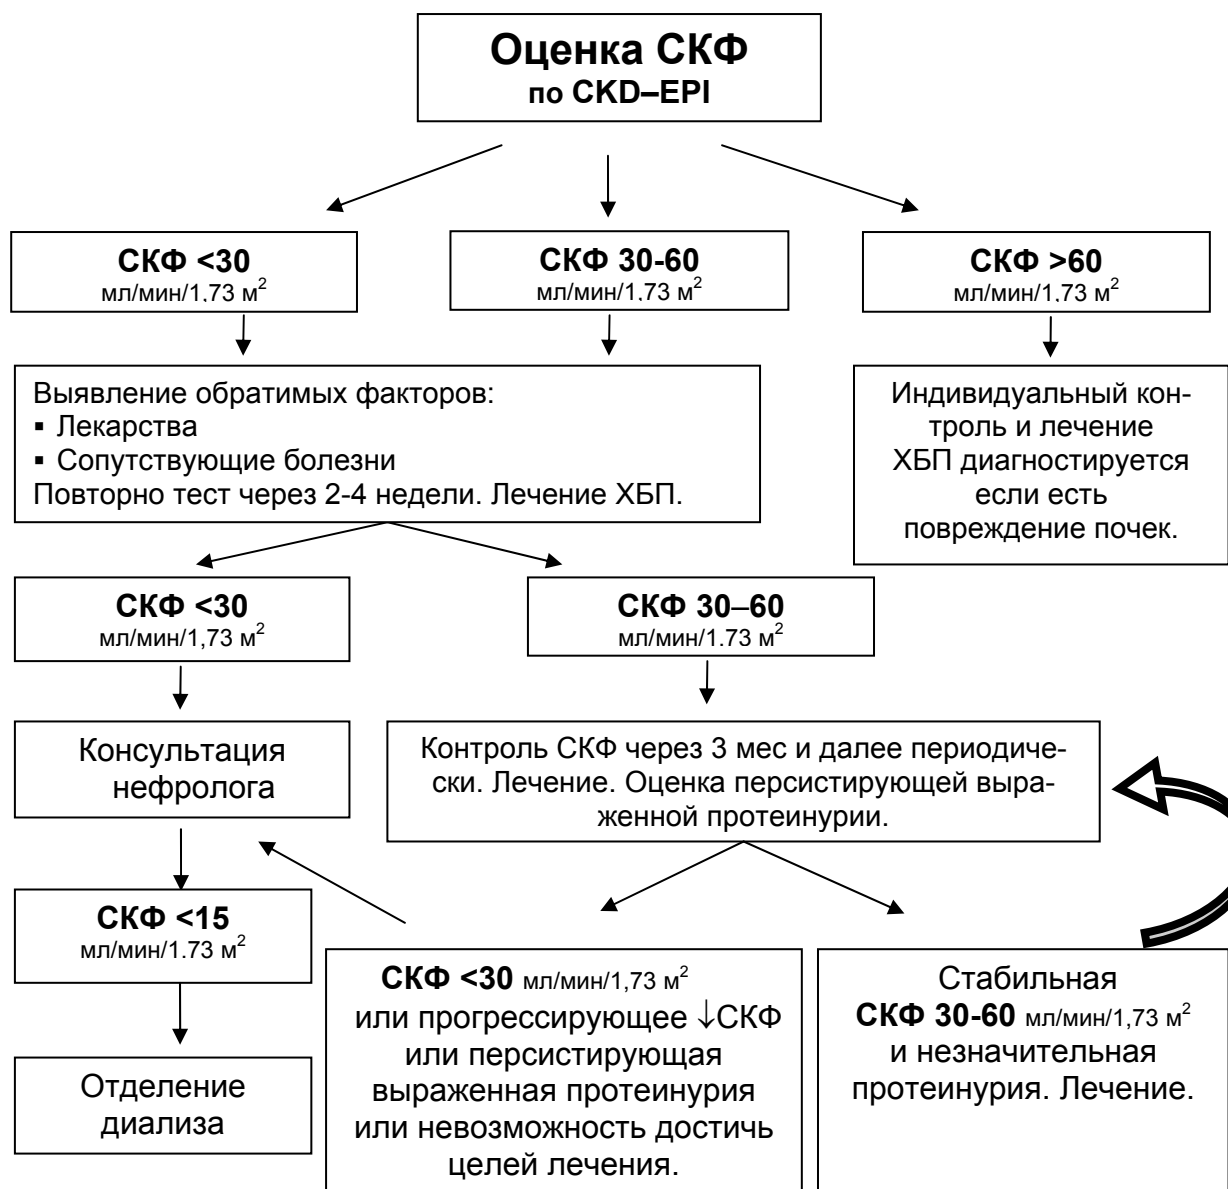 Оценка СКФ
по CKD–EPI
СКФ <30
мл/мин/1,73 м²
СКФ 30-60
мл/мин/1,73 м²
СКФ >60
мл/мин/1,73 м²
Выявление обратимых факторов:
▪ Лекарства
▪ Сопутствующие болезни
Повторно тест через 2-4 недели. Лечение ХБП.
Индивидуальный кон-
троль и лечение
ХБП диагностируется
если есть
повреждение почек.
СКФ <30
мл/мин/1,73 м²
СКФ 30–60
мл/мин/1.73 м²
Консультация
нефролога
Контроль СКФ через 3 мес и далее периодиче-
ски. Лечение. Оценка персистирующей выра-
женной протеинурии.
СКФ <15
мл/мин/1.73 м²
СКФ <30 мл/мин/1,73 м²
или прогрессирующее ↓СКФ
или персистирующая
выраженная протеинурия
или невозможность достичь
целей лечения.
Стабильная
СКФ 30-60 мл/мин/1,73 м²
и незначительная
протеинурия. Лечение.
Отделение
диализа